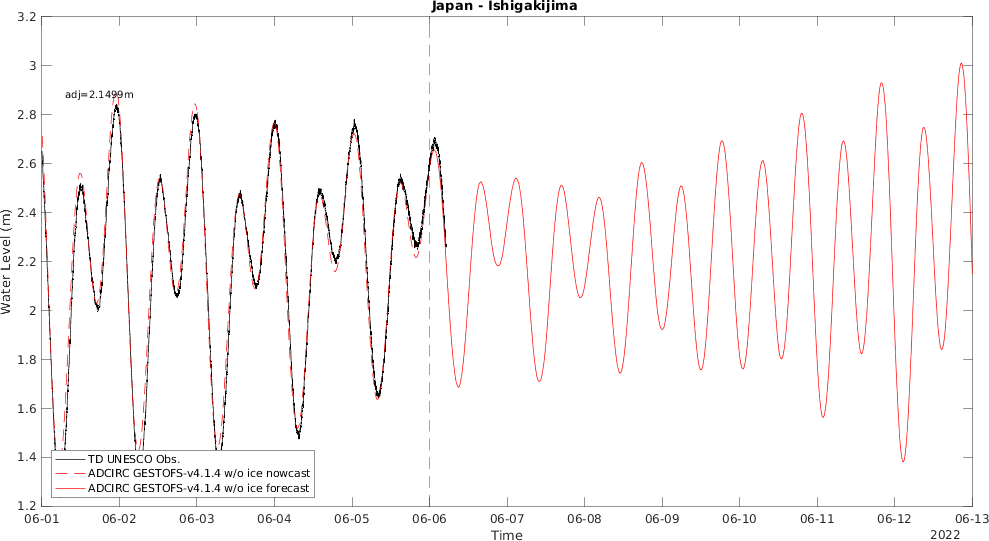 Japan - Ishigakijima
3.2
3
2.8
2.6
2.4
2.2
2
1.8
1.6
1.4
1.2
Water Level (m)
adj=2.1499m
TD UNESCO Obs.
ADCIRC GESTOFS-v4.1.4 w/o ice nowcast
ADCIRC GESTOFS-v4.1.4 w/o ice forecast
06-01 06-02 06-03 06-04 06-05 06-06 06-07 06-08 06-09 06-10 06-11 06-12 06-13
Time
2022